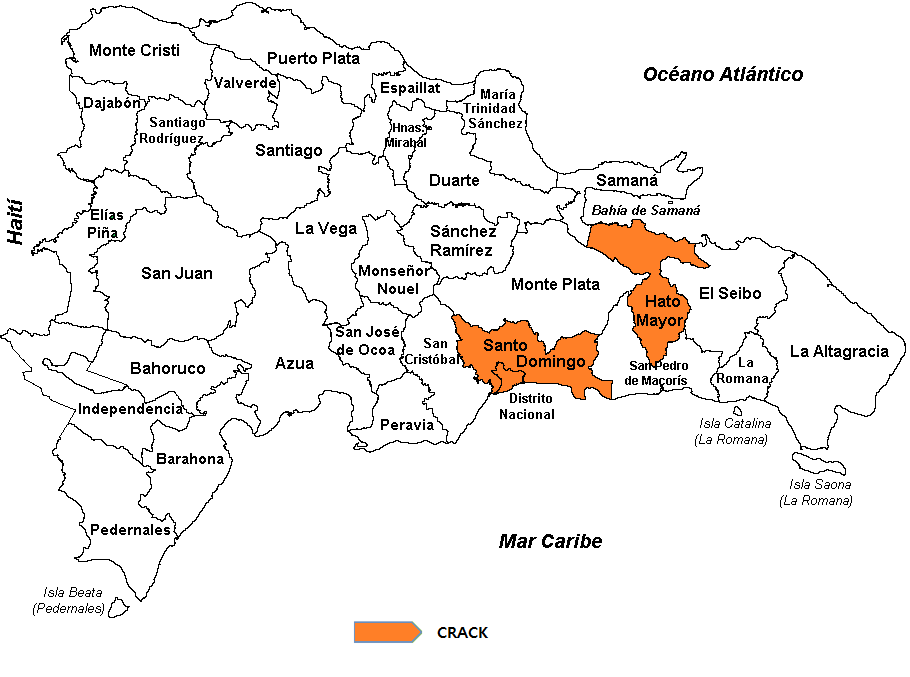 Monte Cristi
Puerto Plata
Océano Atlántico
Valverde
Espaillat
María
Trinidad
Sánchez
Dajabón
Santiago
Rodríguez
Hnas.
Mirabal
Santiago
Duarte
Samaná
Bahía de Samaná
Haití
Elías
Piña
La Vega
Sánchez
Ramírez
San Juan
Monseñor
Nouel
Monte Plata
El Seibo
Hato
Mayor
San José
de Ocoa
San
Cristóbal
Santo
Domingo
La Altagracia
Bahoruco
Azua
San Pedro
de Macorís
La
Romana
Independencia
Distrito
Nacional
Peravia
Isla Catalina
(La Romana)
Barahona
Isla Saona
(La Romana)
Pedernales
Mar Caribe
Isla Beata
(Pedernales)
CRACK